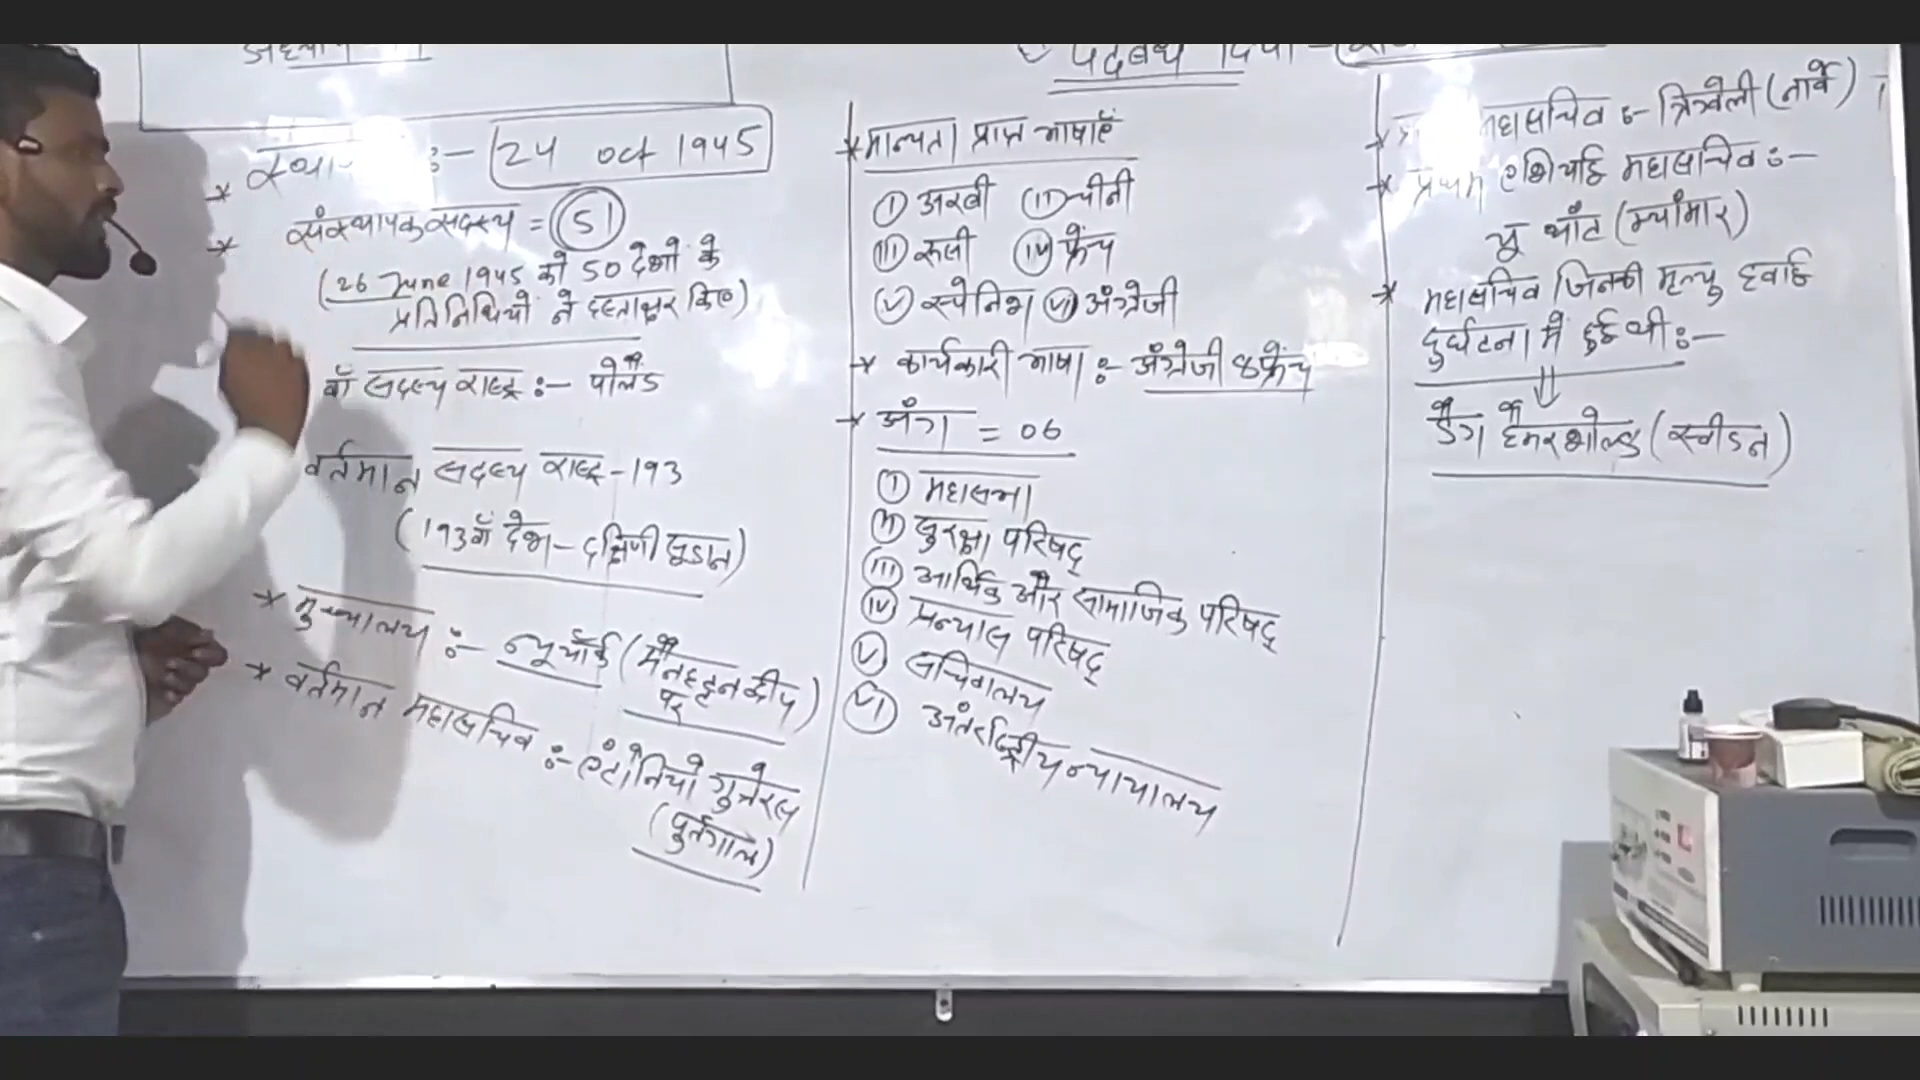 * स्था :- 24 oct 1945
* संस्थापक सदस्य = 51
(26 June 1945 को 50 देशो के
प्रतिनिधियों ने हस्ताक्षर किए)
वाँ सदस्य राष्ट्र :- पोलैंड
वर्तमान सदस्य राष्ट्र - 193
(193वाँ देश - दक्षिणी सूडान)
* मुख्यालय :- न्यूयॉर्क (मैनहट्टन द्वीप
पर)
* वर्तमान महासचिव :- एंटोनियो गुतेरस
(पुर्तगाल)
* मान्यता प्राप्त भाषाएँ
(I) अरबी (II) चीनी
(III) रूसी (IV) फ्रेंच
(V) स्पेनिश (VI) अंग्रेजी
* कार्यकारी भाषा :- अंग्रेजी & फ्रेंच
* अंग = 06
(I) महासभा
(II) सुरक्षा परिषद्
(III) आर्थिक और सामाजिक परिषद्
(IV) प्रन्यास परिषद्
(V) सचिवालय
(VI) अंतर्राष्ट्रीय न्यायालय
* महासचिव :- त्रिग्वेली (नार्वे)
* प्रथम एशियाई महासचिव :-
यू थॉट (म्यांमार)
* महासचिव जिनकी मृत्यु हवाई
दुर्घटना में हुई थी :-
डैग हैमरशोल्ड (स्वीडन)